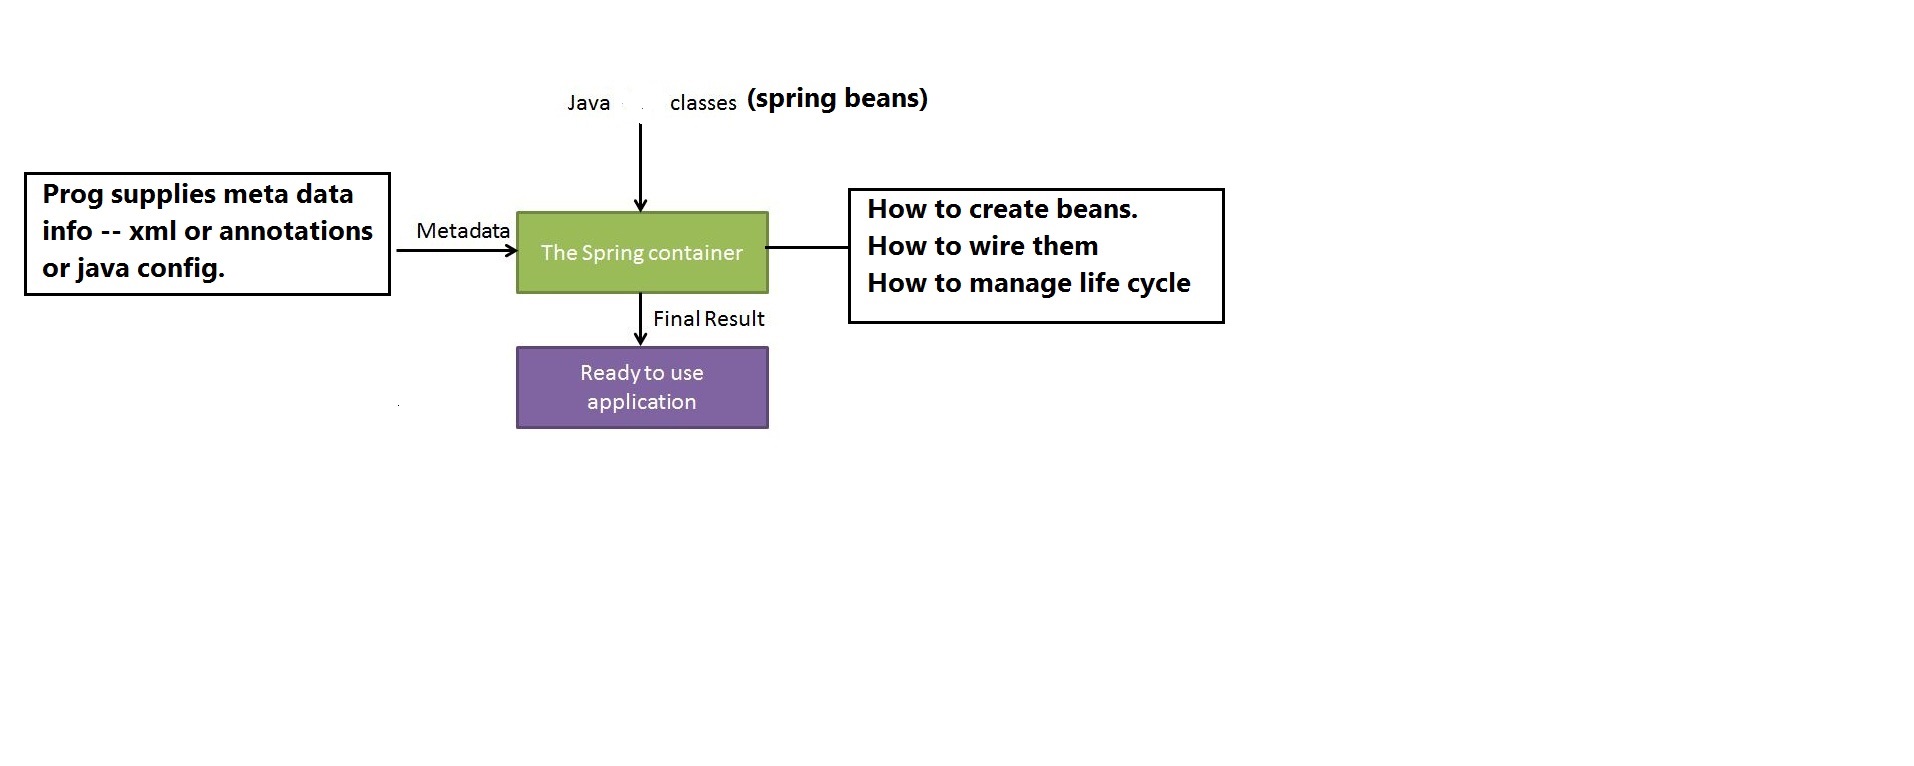 Java classes (spring beans)
Prog supplies meta data
info -- xml or annotations
or java config.
Metadata
The Spring container
How to create beans.
How to wire them
How to manage life cycle
Final Result
Ready to use
application